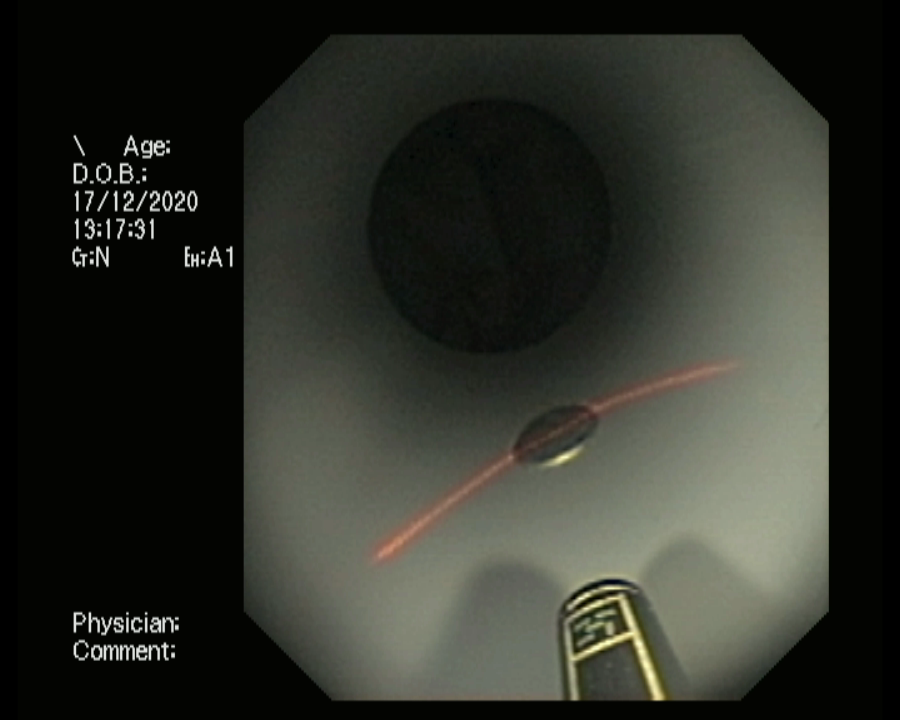 \ Age:
D.O.B.:
17/12/2020
13:17:31
Cr:N EH:A1
Physician:
Comment: